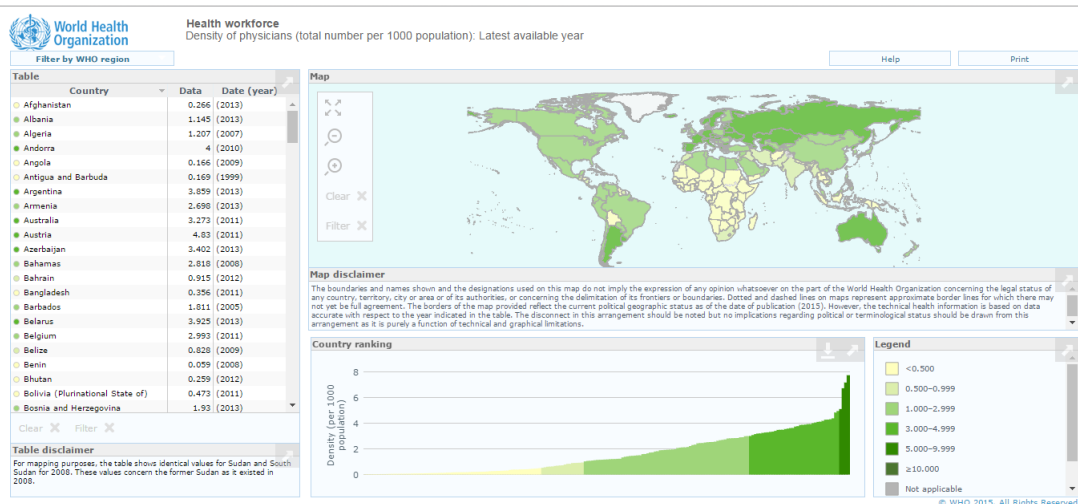 World Health
Organization
Health workforce
Density of physicians (total number per 1000 population): Latest available year
Filter by WHO region
Help
Print
Table
Country Data Date (year)
Afghanistan 0.266 (2013)
Albania 1.145 (2013)
Algeria 1.207 (2007)
Andorra 4 (2010)
Angola 0.166 (2009)
Antigua and Barbuda 0.169 (1999)
Argentina 3.859 (2013)
Armenia 2.698 (2013)
Australia 3.273 (2011)
Austria 4.83 (2011)
Azerbaijan 3.402 (2013)
Bahamas 2.818 (2008)
Bahrain 0.915 (2012)
Bangladesh 0.356 (2011)
Barbados 1.811 (2005)
Belarus 3.925 (2013)
Belgium 2.993 (2011)
Belize 0.828 (2009)
Benin 0.059 (2008)
Bhutan 0.259 (2012)
Bolivia (Plurinational State of) 0.473 (2011)
Bosnia and Herzegovina 1.93 (2013)
Clear Filter
Table disclaimer
For mapping purposes, the table shows identical values for Sudan and South
Sudan for 2008. These values concern the former Sudan as it existed in
2008.
Map
Clear
Filter
Map disclaimer
The boundaries and names shown and the designations used on this map do not imply the expression of any opinion whatsoever on the part of the World Health Organization concerning the legal status of
any country, territory, city or area or of its authorities, or concerning the delimitation of its frontiers or boundaries. Dotted and dashed lines on maps represent approximate border lines for which there may
not yet be full agreement. The borders of the map provided reflect the current political geographic status as of the date of publication (2015). However, the technical health information is based on data
accurate with respect to the year indicated in the table. The disconnect in this arrangement should be noted but no implications regarding political or terminological status should be drawn from this
arrangement as it is purely a function of technical and graphical limitations.
Country ranking
Density (per 1000
population)
8
6
4
2
0
Legend
<0.500
0.500–0.999
1.000–2.999
3.000–4.999
5.000–9.999
≥10.000
Not applicable
© WHO 2015. All Rights Reserved